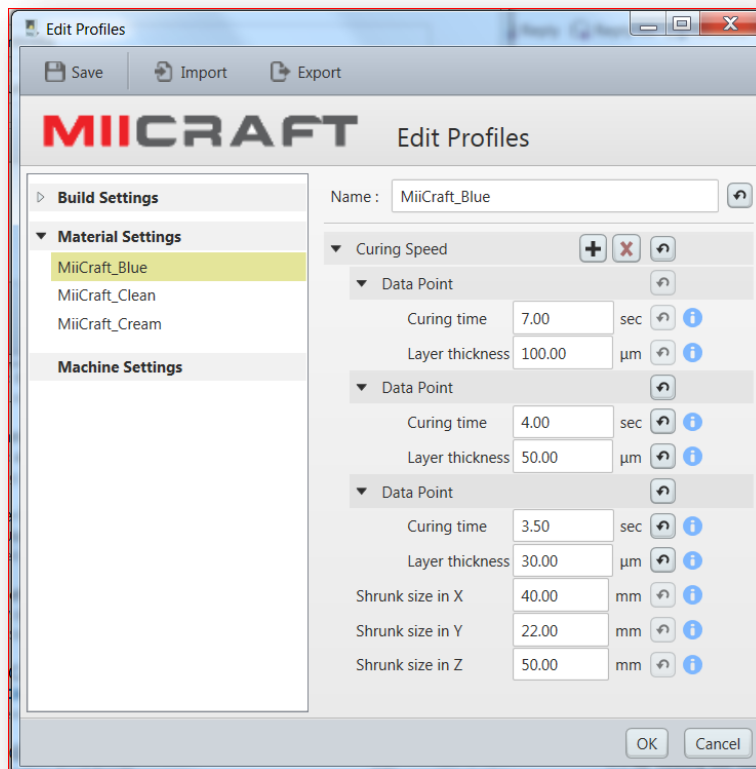 Edit Profiles
Save Import Export
MIICRAFT Edit Profiles
Build Settings
Material Settings
MiiCraft_Blue
MiiCraft_Clean
MiiCraft_Cream
Machine Settings
Name : MiiCraft_Blue
Curing Speed
Data Point
Curing time 7.00 sec
Layer thickness 100.00 µm
Data Point
Curing time 4.00 sec
Layer thickness 50.00 µm
Data Point
Curing time 3.50 sec
Layer thickness 30.00 µm
Shrunk size in X 40.00 mm
Shrunk size in Y 22.00 mm
Shrunk size in Z 50.00 mm
OK Cancel